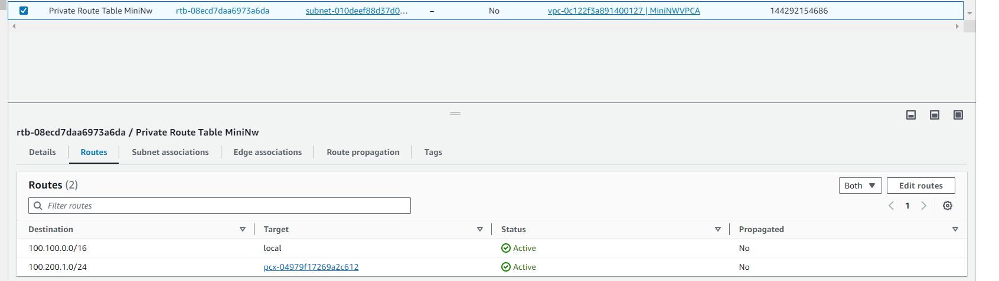 Private Route Table MiniNw rtb-08ecd7daa6973a6da subnet-010deef88d37d0... – No vpc-0c122f3a891400127 | MiniNWVPCA 144292154686
rtb-08ecd7daa6973a6da / Private Route Table MiniNw
Details Routes Subnet associations Edge associations Route propagation Tags
Routes (2) Both Edit routes
Filter routes 1
Destination Target Status Propagated
100.100.0.0/16 local Active No
100.200.1.0/24 pcx-04979f17269a2c612 Active No